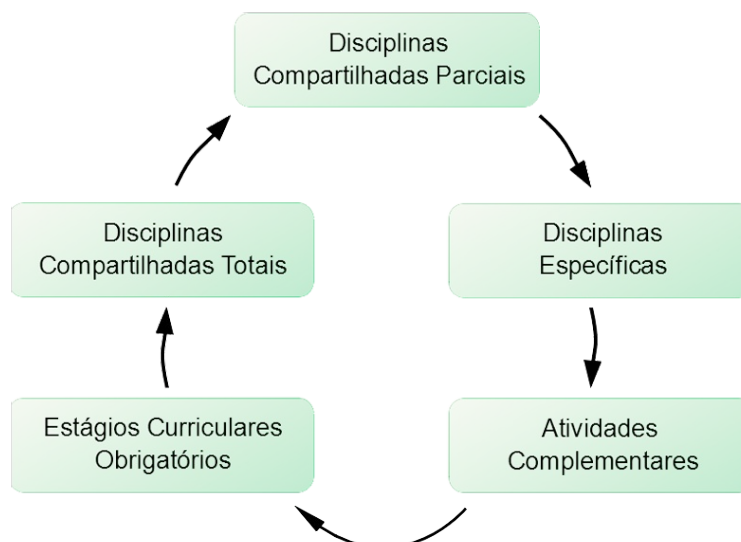 Disciplinas
Compartilhadas Parciais
Disciplinas
Compartilhadas Totais
Disciplinas
Específicas
Estágios Curriculares
Obrigatórios
Atividades
Complementares